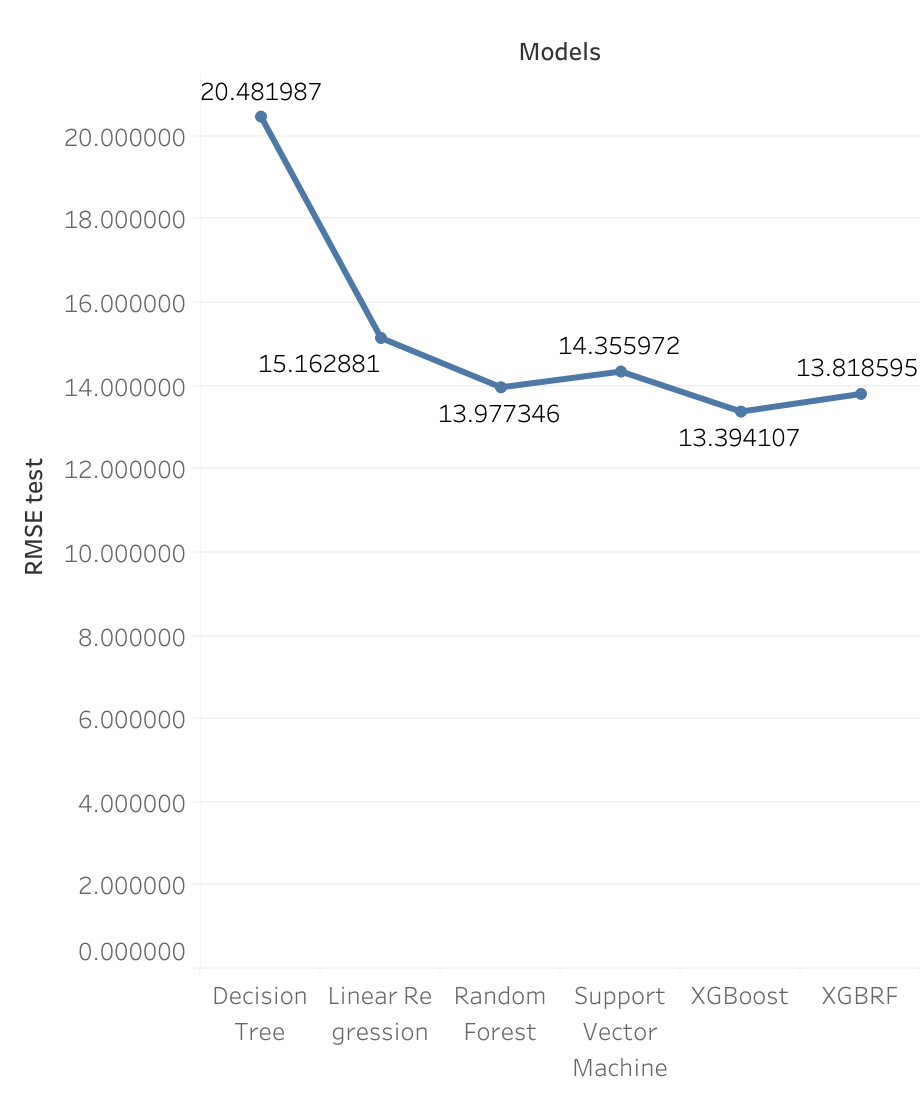 Models
20.481987
20.000000
18.000000
16.000000
14.355972
15.162881
13.818595
14.000000
13.977346
13.394107
12.000000
RMSE test
10.000000
8.000000
6.000000
4.000000
2.000000
0.000000
Decision
Tree
Linear Re
gression
Random
Forest
Support
Vector
Machine
XGBoost
XGBRF